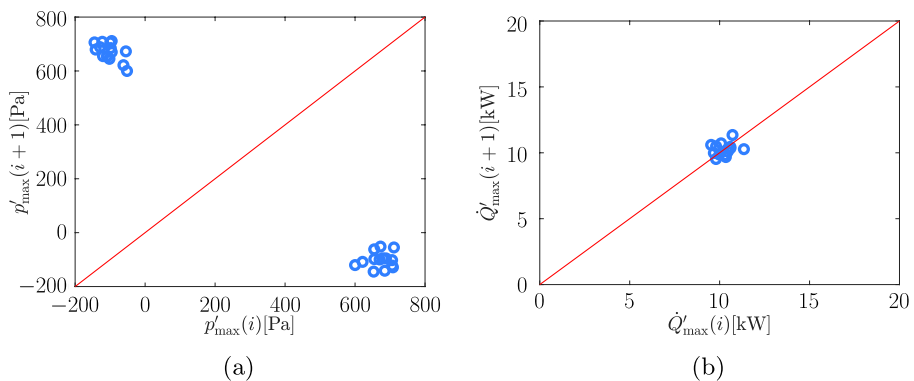 800
600
400
200
0
−200
−200 0 200 400 600 800
p′max(i+1)[Pa]
p′max(i)[Pa]
(a)
20
15
10
5
0
0 5 10 15 20
Q̇′max(i+1)[kW]
Q̇′max(i)[kW]
(b)